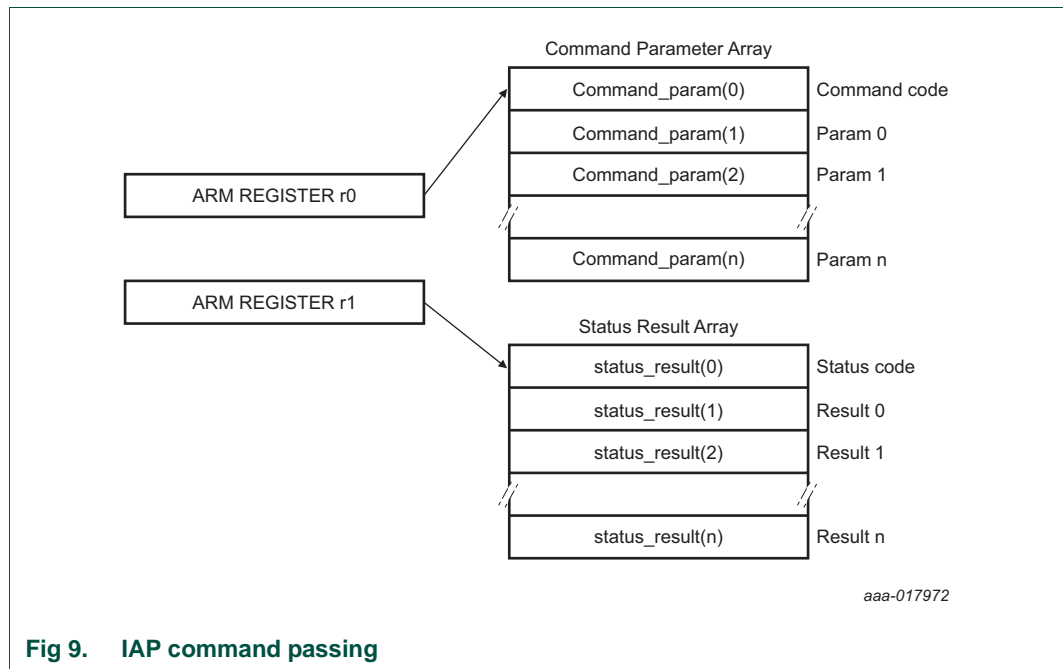 Command Parameter Array
Command_param(0) Command code
Command_param(1) Param 0
Command_param(2) Param 1
ARM REGISTER r0
Command_param(n) Param n
ARM REGISTER r1
Status Result Array
status_result(0) Status code
status_result(1) Result 0
status_result(2) Result 1
status_result(n) Result n
aaa-017972
Fig 9. IAP command passing